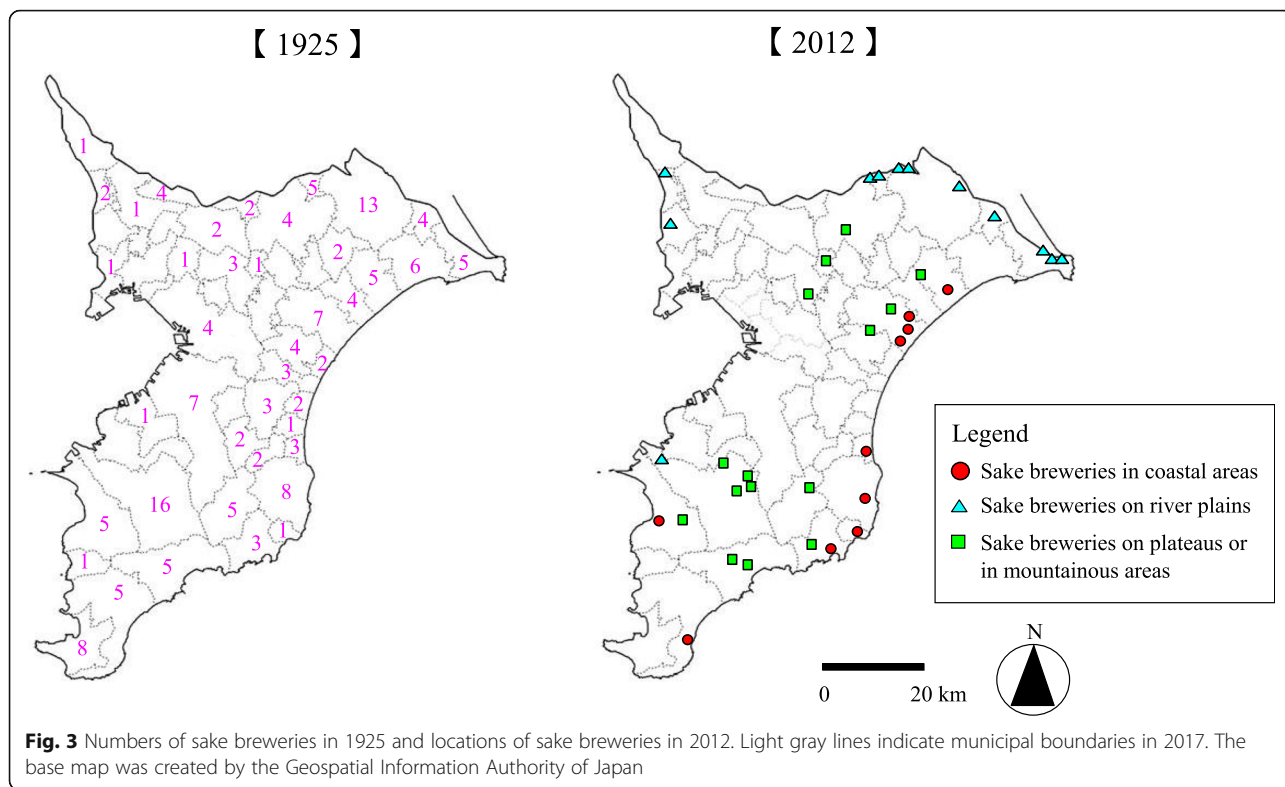 【 1925 】 【 2012 】
1
2 4 5
1 2 13
2 4 4
1 1 3 1 2 6 5
5
4
4 7
4
3 2
1 7 3 2
2 1
2 3
16 5 8
5
3 1
1 5
5
8
Legend
Sake breweries in coastal areas
Sake breweries on river plains
Sake breweries on plateaus or
in mountainous areas
N
0 20 km
Fig. 3 Numbers of sake breweries in 1925 and locations of sake breweries in 2012. Light gray lines indicate municipal boundaries in 2017. The
base map was created by the Geospatial Information Authority of Japan